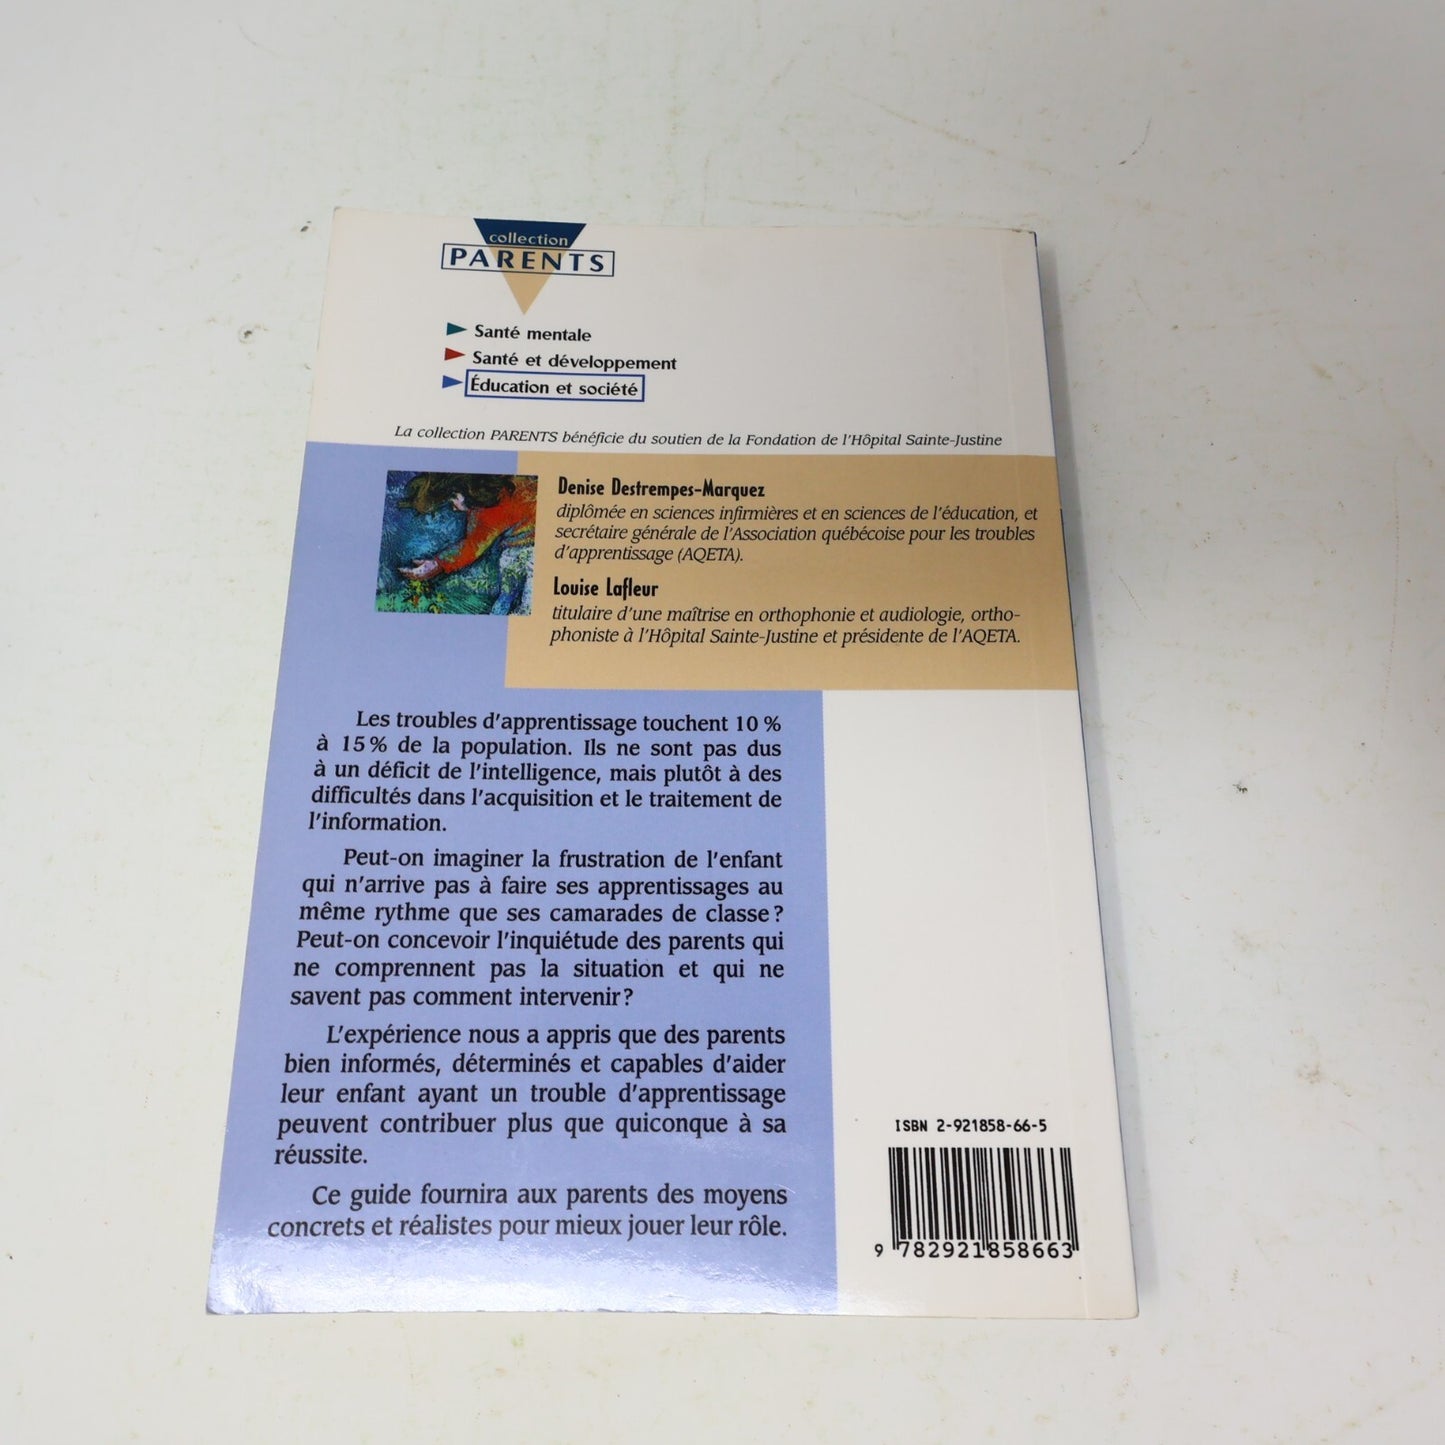 collection
PARENTS
Santé mentale
Santé et développement
Éducation et société
La collection PARENTS bénéficie du soutien de la Fondation de l'Hôpital Sainte-Justine
Denise Destrempes-Marquez
diplômée en sciences infirmières et en sciences de l'éducation, et
secrétaire générale de l'Association québécoise pour les troubles
d'apprentissage (AQETA).
Louise Lafleur
titulaire d'une maîtrise en orthophonie et audiologie, ortho-
phoniste à l'Hôpital Sainte-Justine et présidente de l'AQETA.
Les troubles d'apprentissage touchent 10 %
à 15 % de la population. Ils ne sont pas dus
à un déficit de l'intelligence, mais plutôt à des
difficultés dans l'acquisition et le traitement de
l'information.
Peut-on imaginer la frustration de l'enfant
qui n'arrive pas à faire ses apprentissages au
même rythme que ses camarades de classe ?
Peut-on concevoir l'inquiétude des parents qui
ne comprennent pas la situation et qui ne
savent pas comment intervenir ?
L'expérience nous a appris que des parents
bien informés, déterminés et capables d'aider
leur enfant ayant un trouble d'apprentissage
peuvent contribuer plus que quiconque à sa
réussite.
Ce guide fournira aux parents des moyens
concrets et réalistes pour mieux jouer leur rôle.
ISBN 2-921858-66-5
9 782921858663